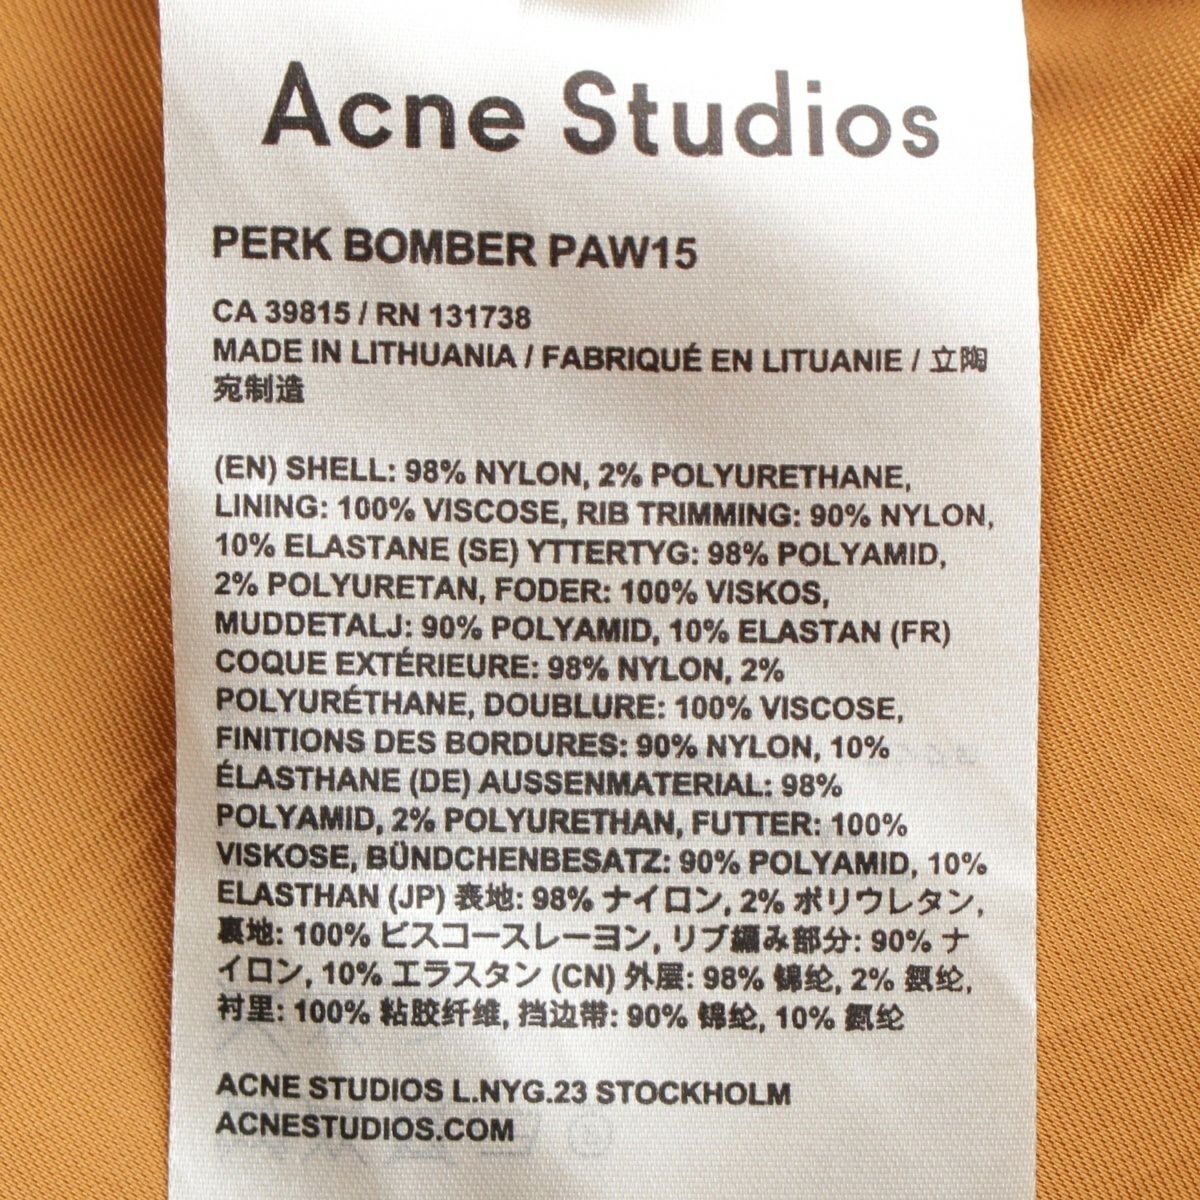 Acne Studios
PERK BOMBER PAW15
CA 39815 / RN 131738
MADE IN LITHUANIA / FABRIQUÉ EN LITUANIE / 立陶
宛制造
(EN) SHELL: 98% NYLON, 2% POLYURETHANE,
LINING: 100% VISCOSE, RIB TRIMMING: 90% NYLON,
10% ELASTANE (SE) YTTERTYG: 98% POLYAMID,
2% POLYURETAN, FODER: 100% VISKOS,
MUDDETALJ: 90% POLYAMID, 10% ELASTAN (FR)
COQUE EXTÉRIEURE: 98% NYLON, 2%
POLYURÉTHANE, DOUBLURE: 100% VISCOSE,
FINITIONS DES BORDURES: 90% NYLON, 10%
ÉLASTHANE (DE) AUSSENMATERIAL: 98%
POLYAMID, 2% POLYURETHAN, FUTTER: 100%
VISKOSE, BÜNDCHENBESATZ: 90% POLYAMID, 10%
ELASTHAN (JP) 表地: 98% ナイロン, 2% ポリウレタン,
裏地: 100% ビスコースレーヨン, リブ編み部分: 90% ナ
イロン, 10% エラスタン (CN) 外层: 98% 锦纶, 2% 氨纶,
衬里: 100% 粘胶纤维, 挡边带: 90% 锦纶, 10% 氨纶
ACNE STUDIOS L.NYG.23 STOCKHOLM
ACNESTUDIOS.COM